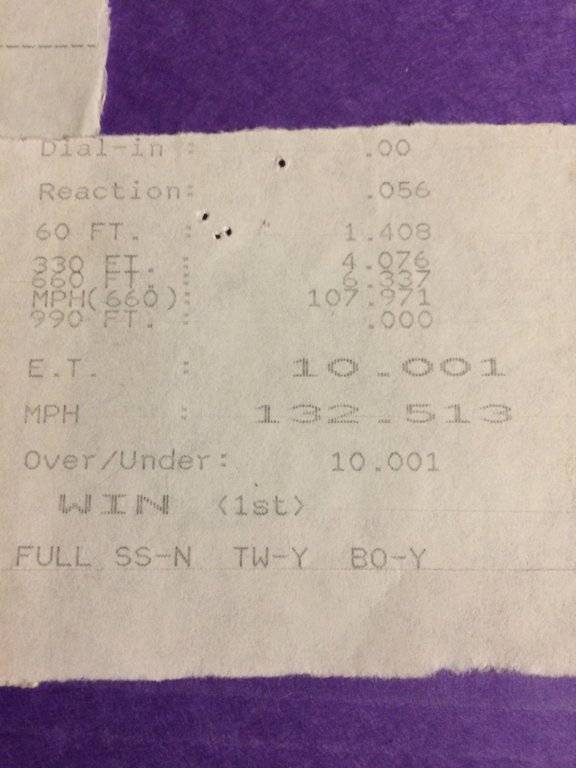 Dial-in : .00
Reaction: .056
60 FT. : 1.408
330 FT. : 4.076
660 FT. : 6.337
MPH(660): 107.971
990 FT. : .000
E.T. : 10.001
MPH : 132.513
Over/Under: 10.001
WIN <1st>
FULL SS-N TW-Y BO-Y